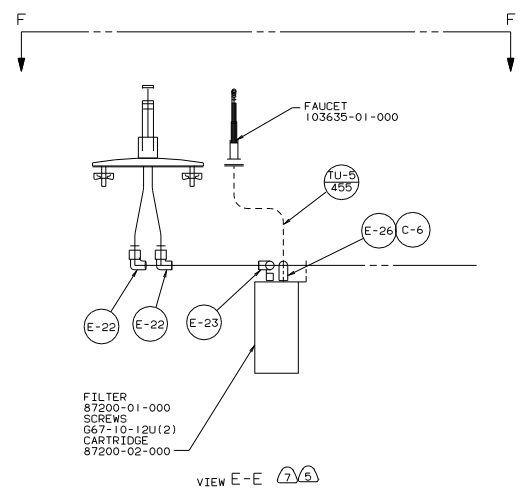 F F
FAUCET
103635-01-000
TU-5
455
E-26 C-6
E-22 E-22 E-23
FILTER
87200-01-000
SCREWS
G67-10-12U(2)
CARTRIDGE
87200-02-000
VIEW E-E 7 5